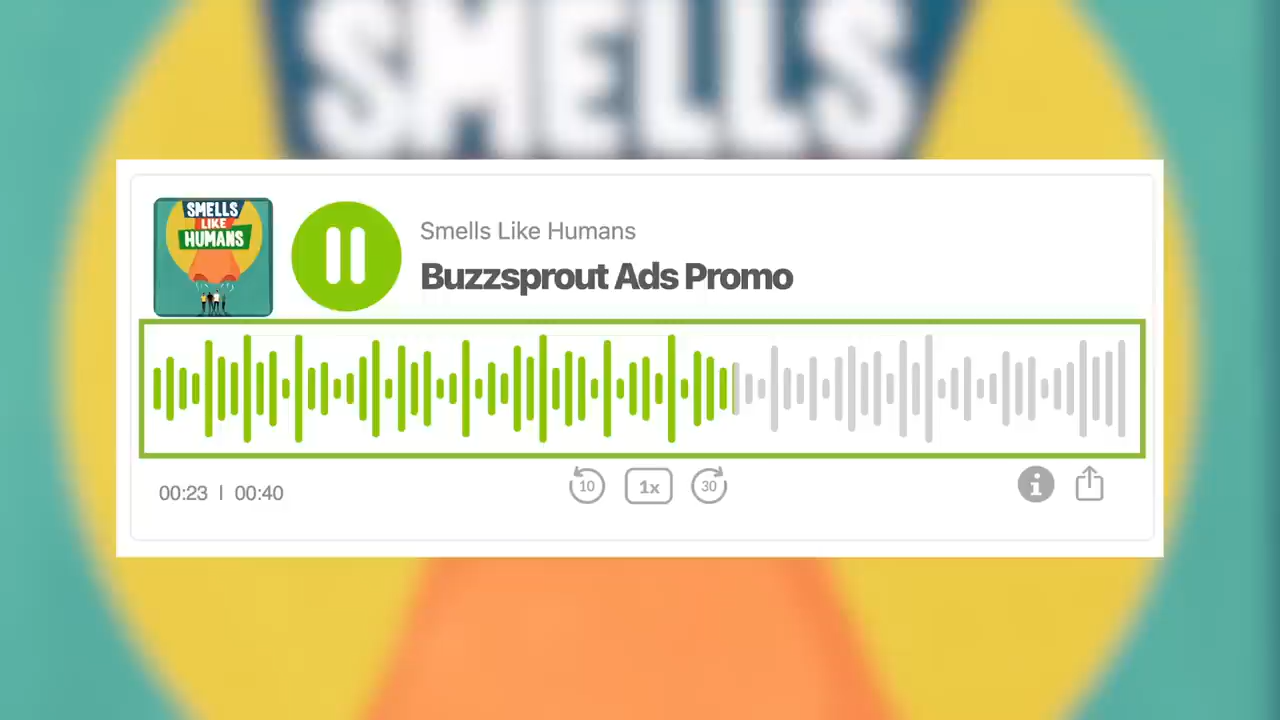 SMELLS
SMELLS
LIKE
HUMANS
Smells Like Humans
Buzzsprout Ads Promo
00:23 | 00:40
10
1x
30
i